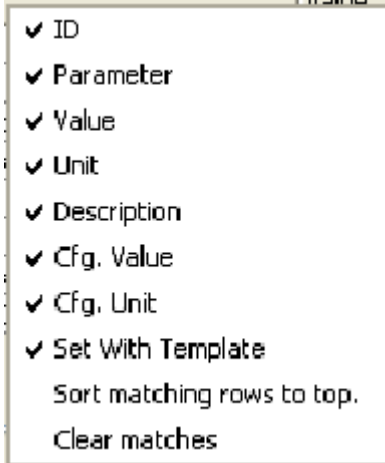 ID
Parameter
Value
Unit
Description
Cfg. Value
Cfg. Unit
Set With Template
Sort matching rows to top.
Clear matches